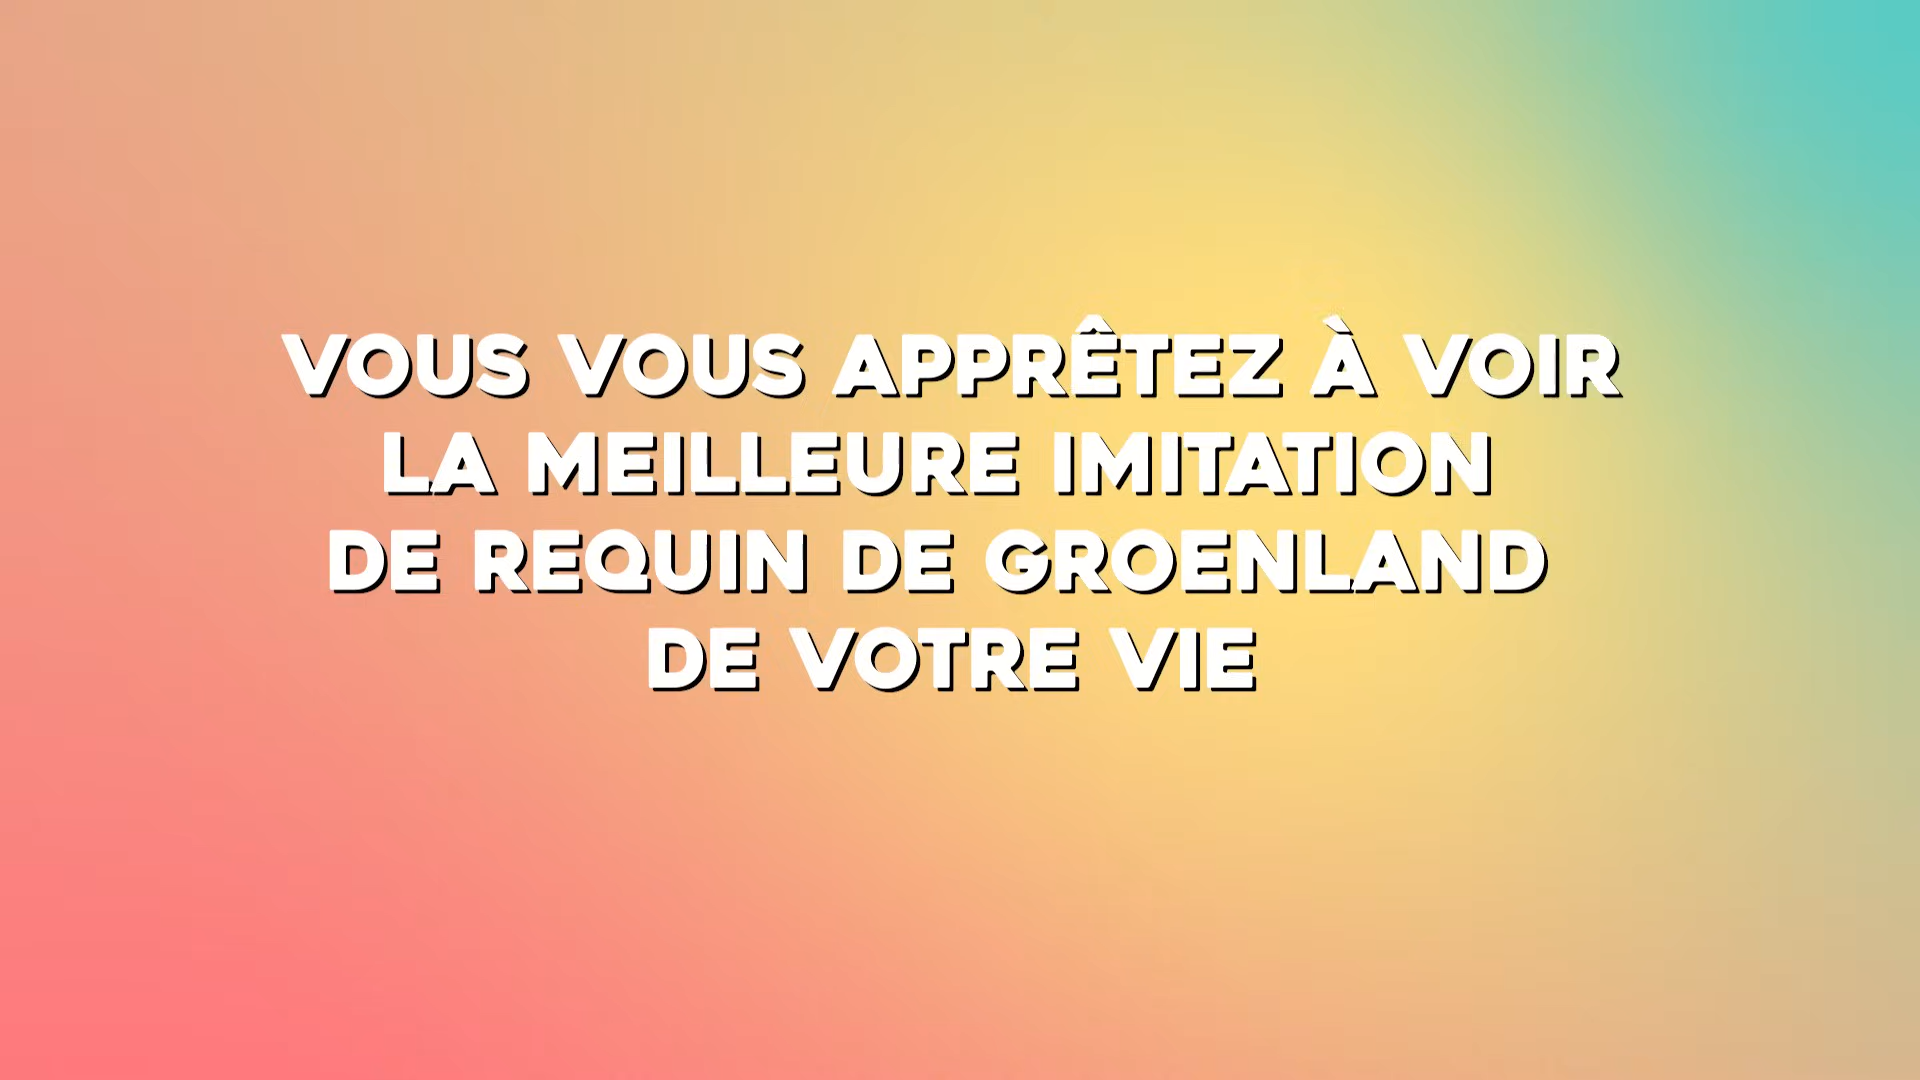 VOUS VOUS APPRÊTEZ À VOIR
LA MEILLEURE IMITATION
DE REQUIN DE GROENLAND
DE VOTRE VIE